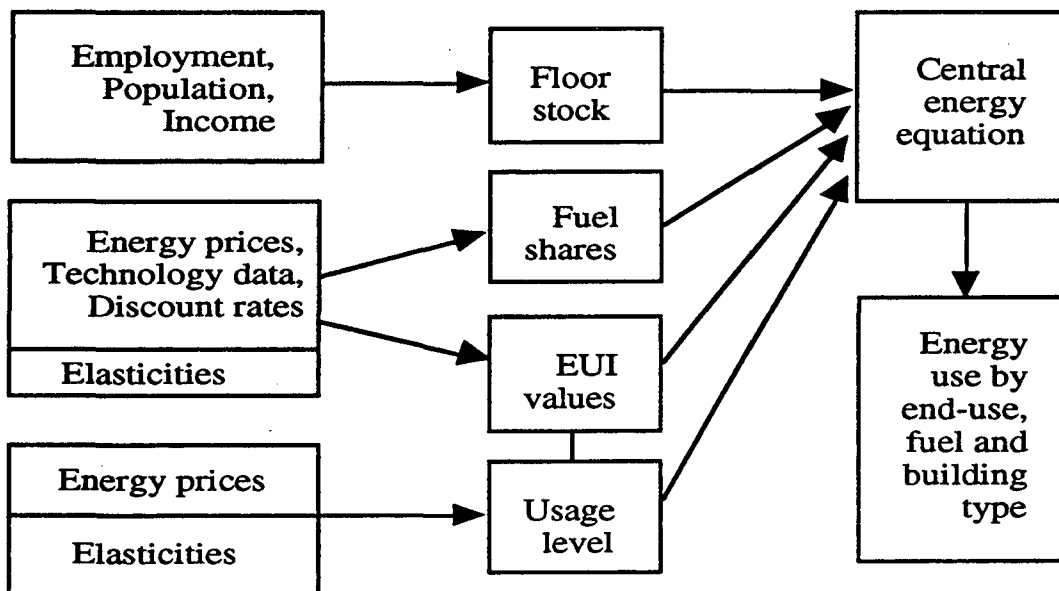 Employment,
Population,
Income
Floor
stock
Central
energy
equation
Energy prices,
Technology data,
Discount rates
Elasticities
Fuel
shares
EUI
values
Energy
use by
end-use,
fuel and
building
type
Energy prices
Elasticities
Usage
level